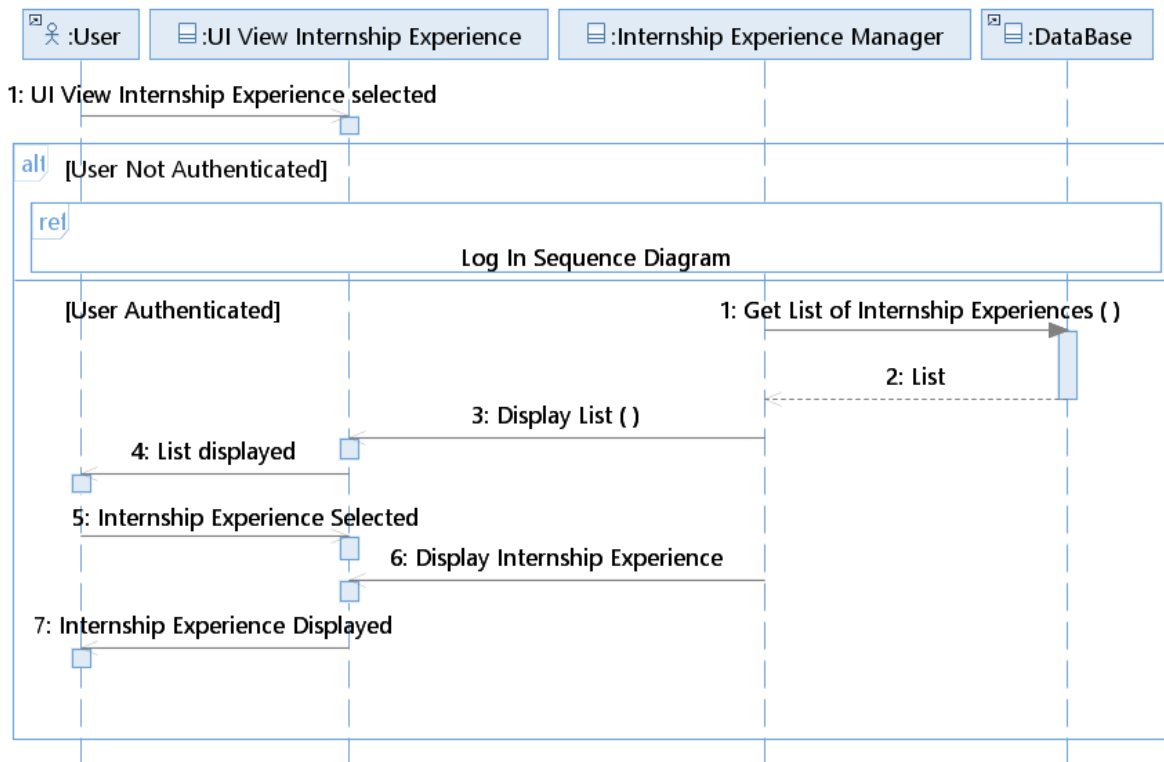 :User
:UI View Internship Experience
:Internship Experience Manager
:DataBase
1: UI View Internship Experience selected
alt
[User Not Authenticated]
ref
Log In Sequence Diagram
[User Authenticated]
1: Get List of Internship Experiences ( )
2: List
3: Display List ( )
4: List displayed
5: Internship Experience Selected
6: Display Internship Experience
7: Internship Experience Displayed